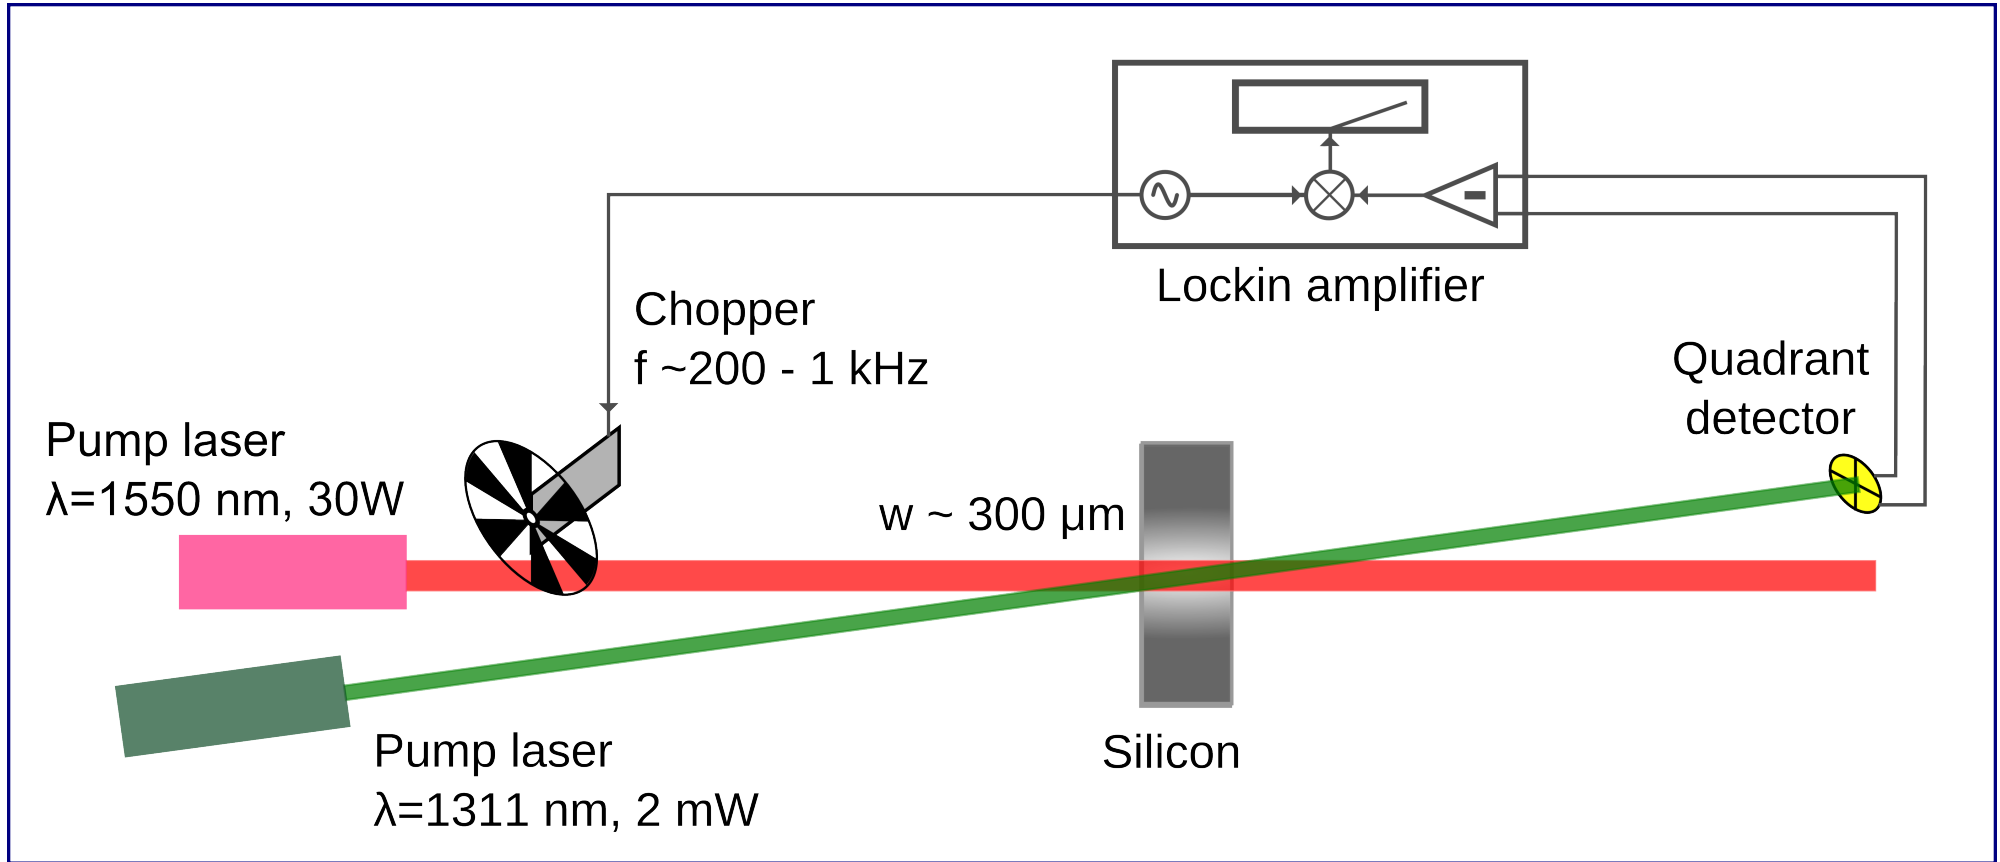 Lockin amplifier
Chopper
f ~200 - 1 kHz
Quadrant
detector
Pump laser
λ=1550 nm, 30W
w ~ 300 μm
Silicon
Pump laser
λ=1311 nm, 2 mW